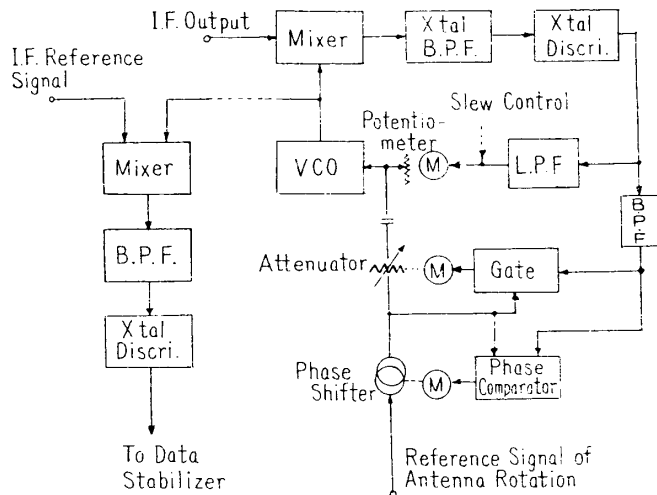 I.F. Output
Mixer
Xtal
B.P.F.
Xtal
Discri.
I.F. Reference
Signal
Slew Control
Potentio-
meter
Mixer
VCO
M
L.P.F
B.
P.
F
B.P.F.
Attenuator
M
Gate
Xtal
Discri.
Phase
Shifter
M
Phase
Comparator
To Data
Stabilizer
Reference Signal of
Antenna Rotation